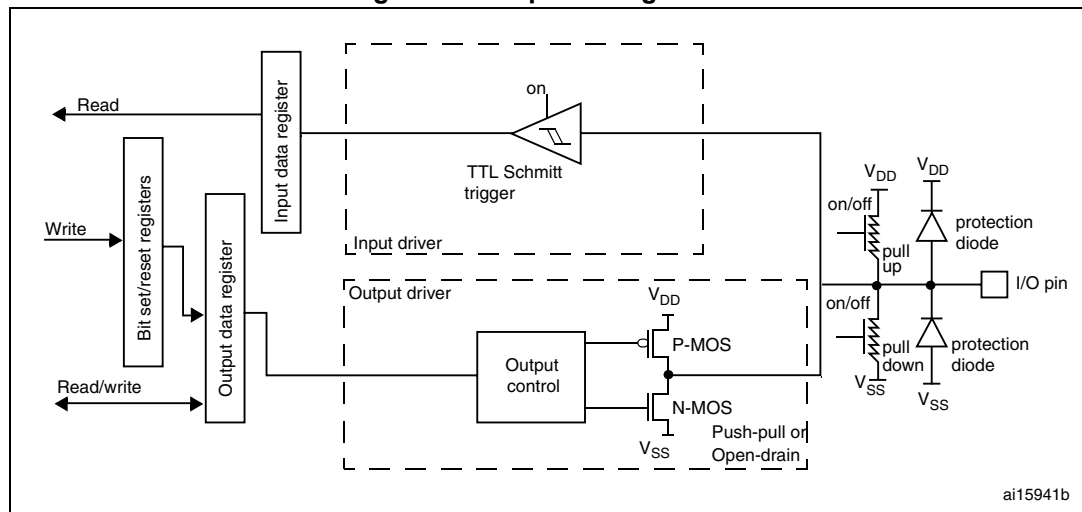 Read
Input data register
on
TTL Schmitt
trigger
Input driver
Write
Bit set/reset registers
Output data register
Read/write
Output driver
VDD
P-MOS
Output
control
N-MOS
VSS
Push-pull or
Open-drain
VDD
on/off
pull
up
VDD
protection
diode
I/O pin
on/off
pull
down
VSS
protection
diode
VSS
ai15941b